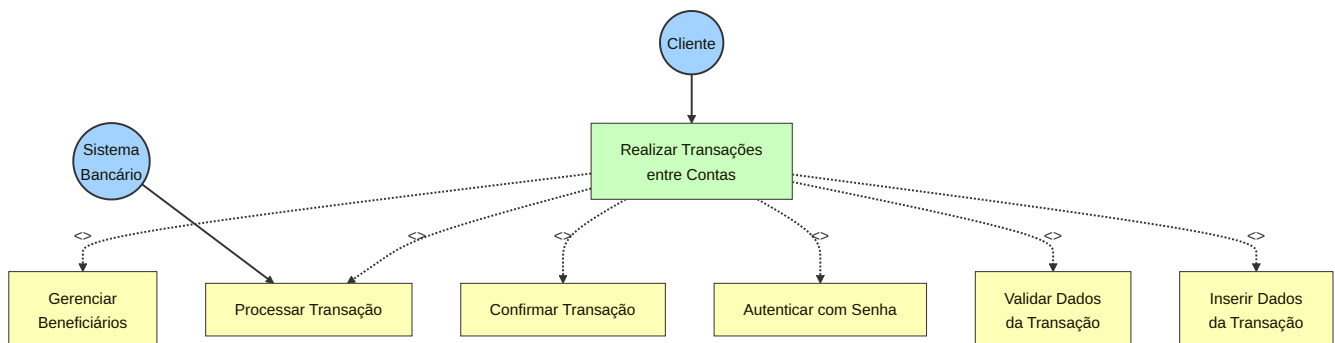 Cliente
Realizar Transações
entre Contas
Sistema
Bancário
<>
<>
<>
<>
<>
<>
Gerenciar
Beneficiários
Processar Transação
Confirmar Transação
Autenticar com Senha
Validar Dados
da Transação
Inserir Dados
da Transação